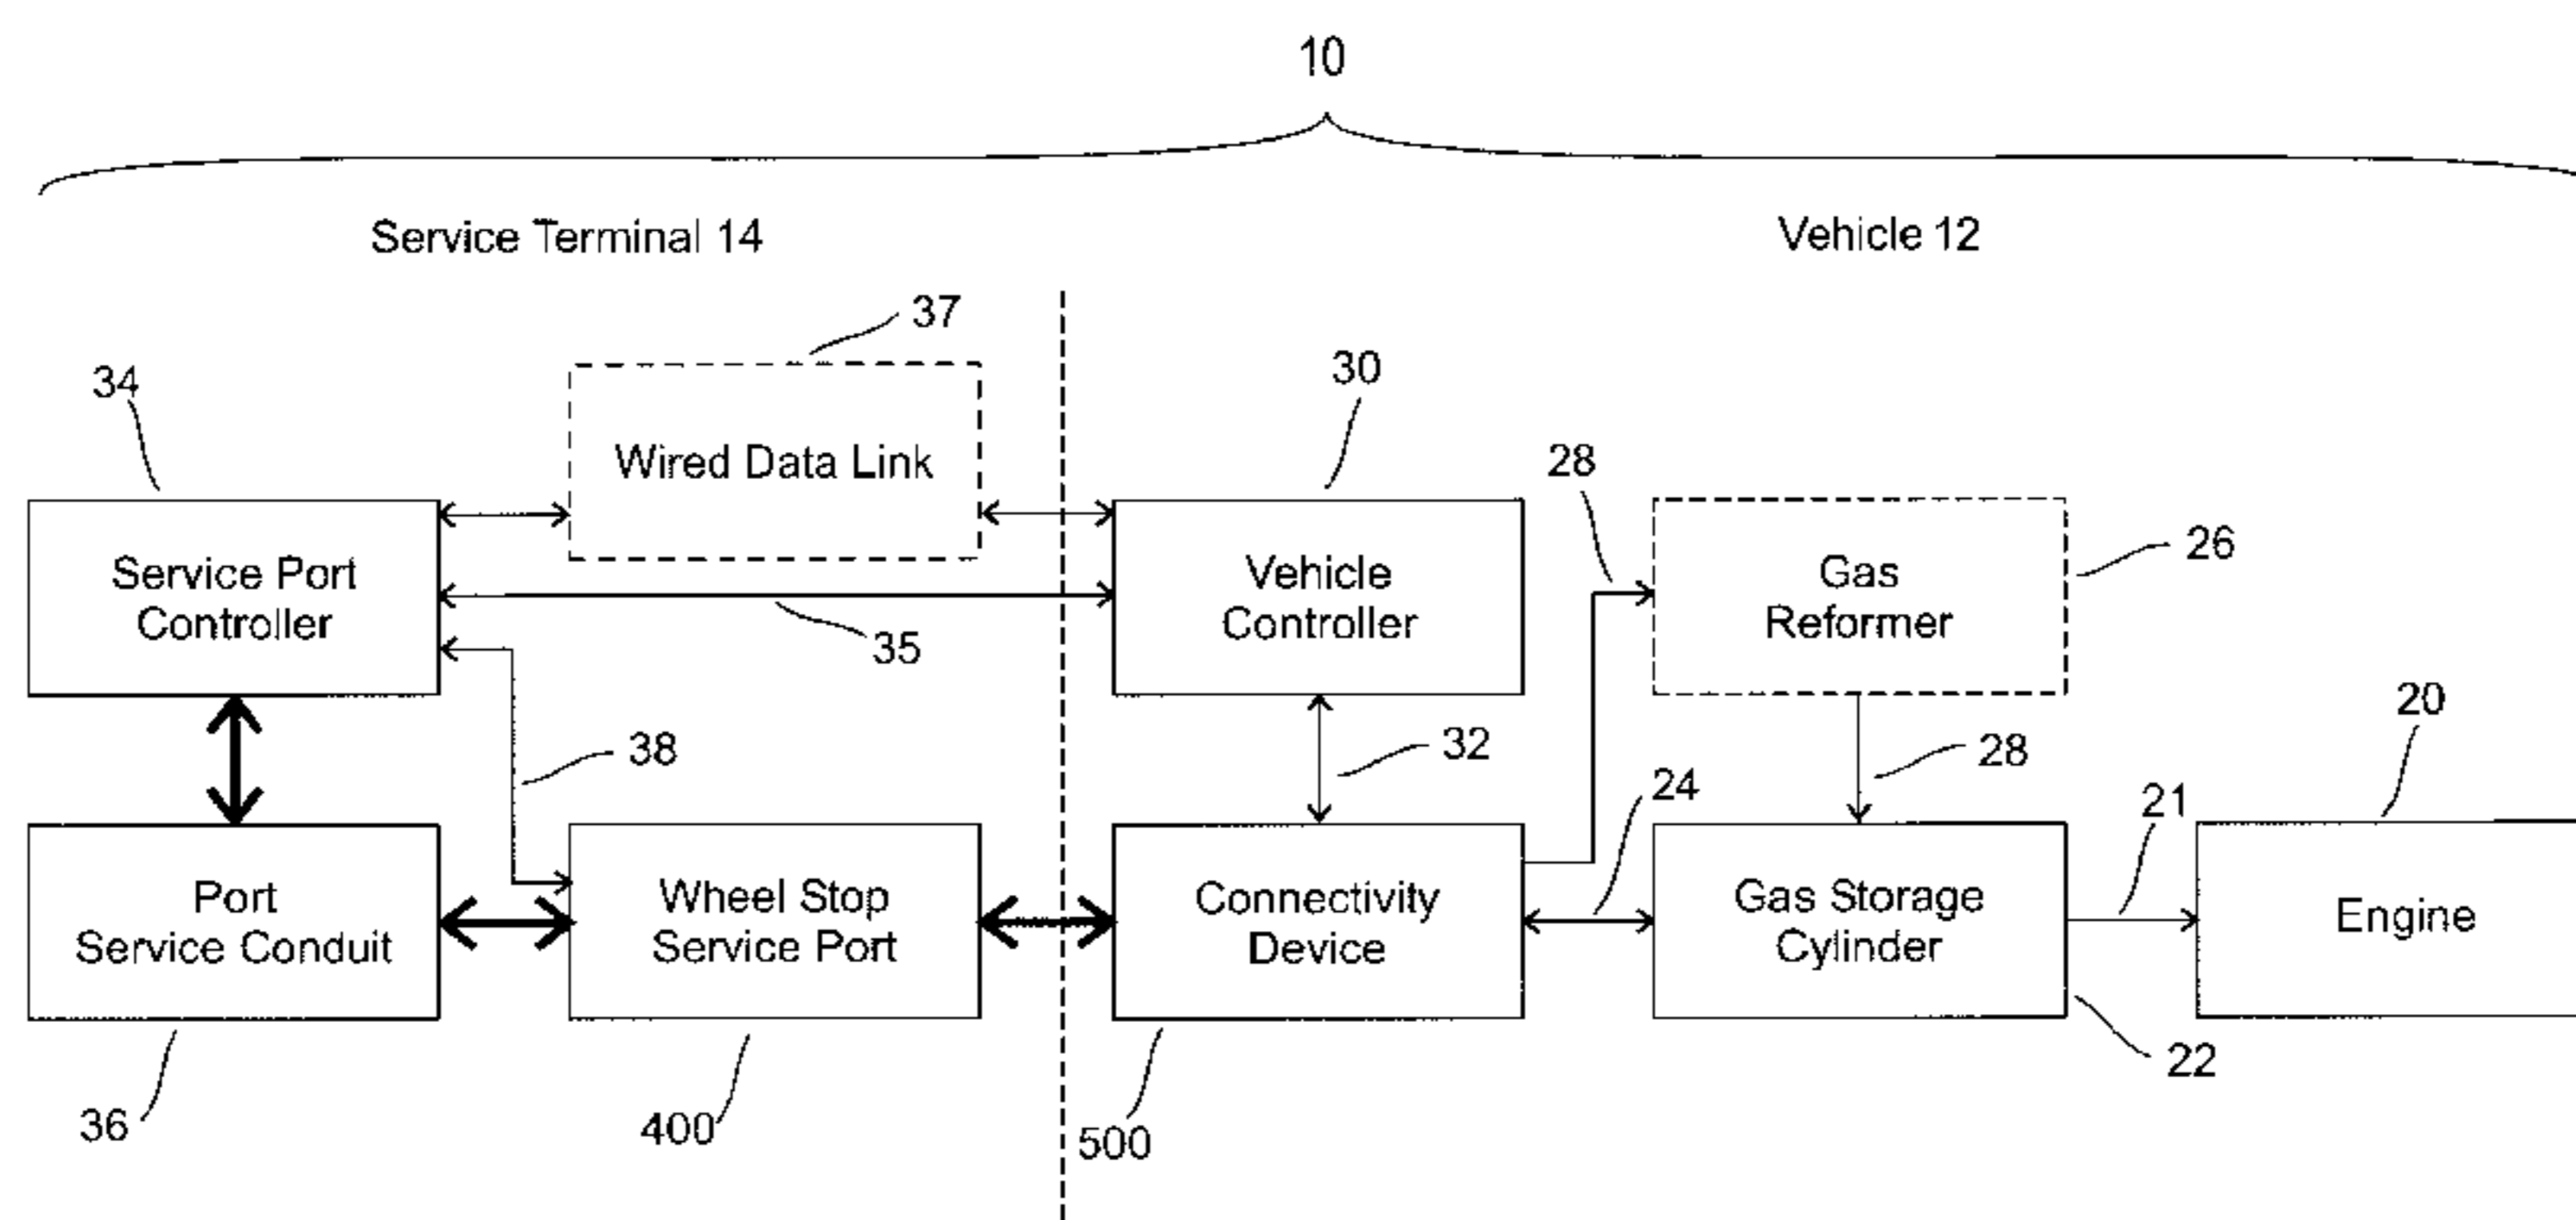 10
Service Terminal 14
Vehicle 12
37
34
30
Wired Data Link
28
26
Service Port
Controller
Vehicle
Controller
Gas
Reformer
35
20
38
32
28
24
21
Port
Service Conduit
Wheel Stop
Service Port
Connectivity
Device
Gas Storage
Cylinder
Engine
22
36
400
500